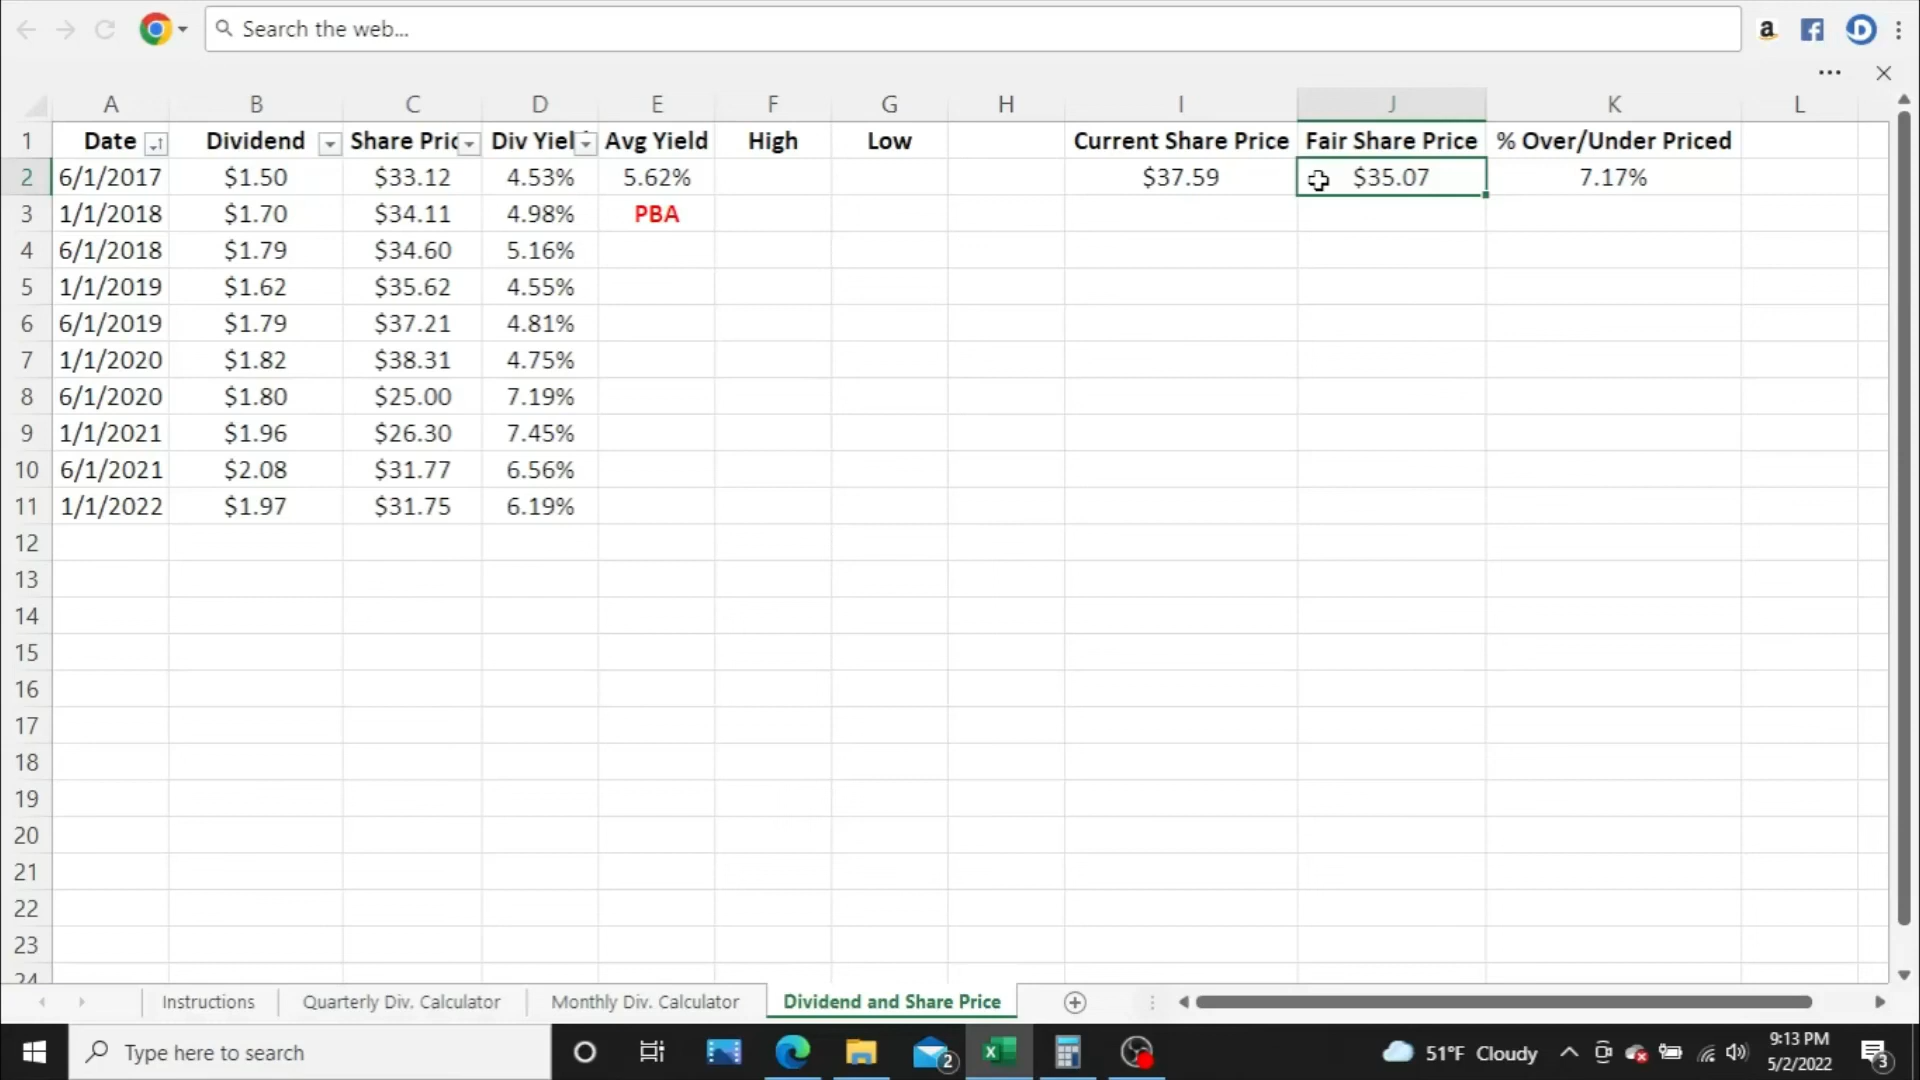 Search the web...
A B C D E F G H I J K L
1 Date Dividend Share Pric Div Yiel Avg Yield High Low Current Share Price Fair Share Price % Over/Under Priced
2 6/1/2017 $1.50 $33.12 4.53% 5.62% $37.59 $35.07 7.17%
3 1/1/2018 $1.70 $34.11 4.98% PBA
4 6/1/2018 $1.79 $34.60 5.16%
5 1/1/2019 $1.62 $35.62 4.55%
6 6/1/2019 $1.79 $37.21 4.81%
7 1/1/2020 $1.82 $38.31 4.75%
8 6/1/2020 $1.80 $25.00 7.19%
9 1/1/2021 $1.96 $26.30 7.45%
10 6/1/2021 $2.08 $31.77 6.56%
11 1/1/2022 $1.97 $31.75 6.19%
12
13
14
15
16
17
18
19
20
21
22
23
24
Instructions Quarterly Div. Calculator Monthly Div. Calculator Dividend and Share Price
Type here to search 2 51°F Cloudy 9:13 PM 3
5/2/2022